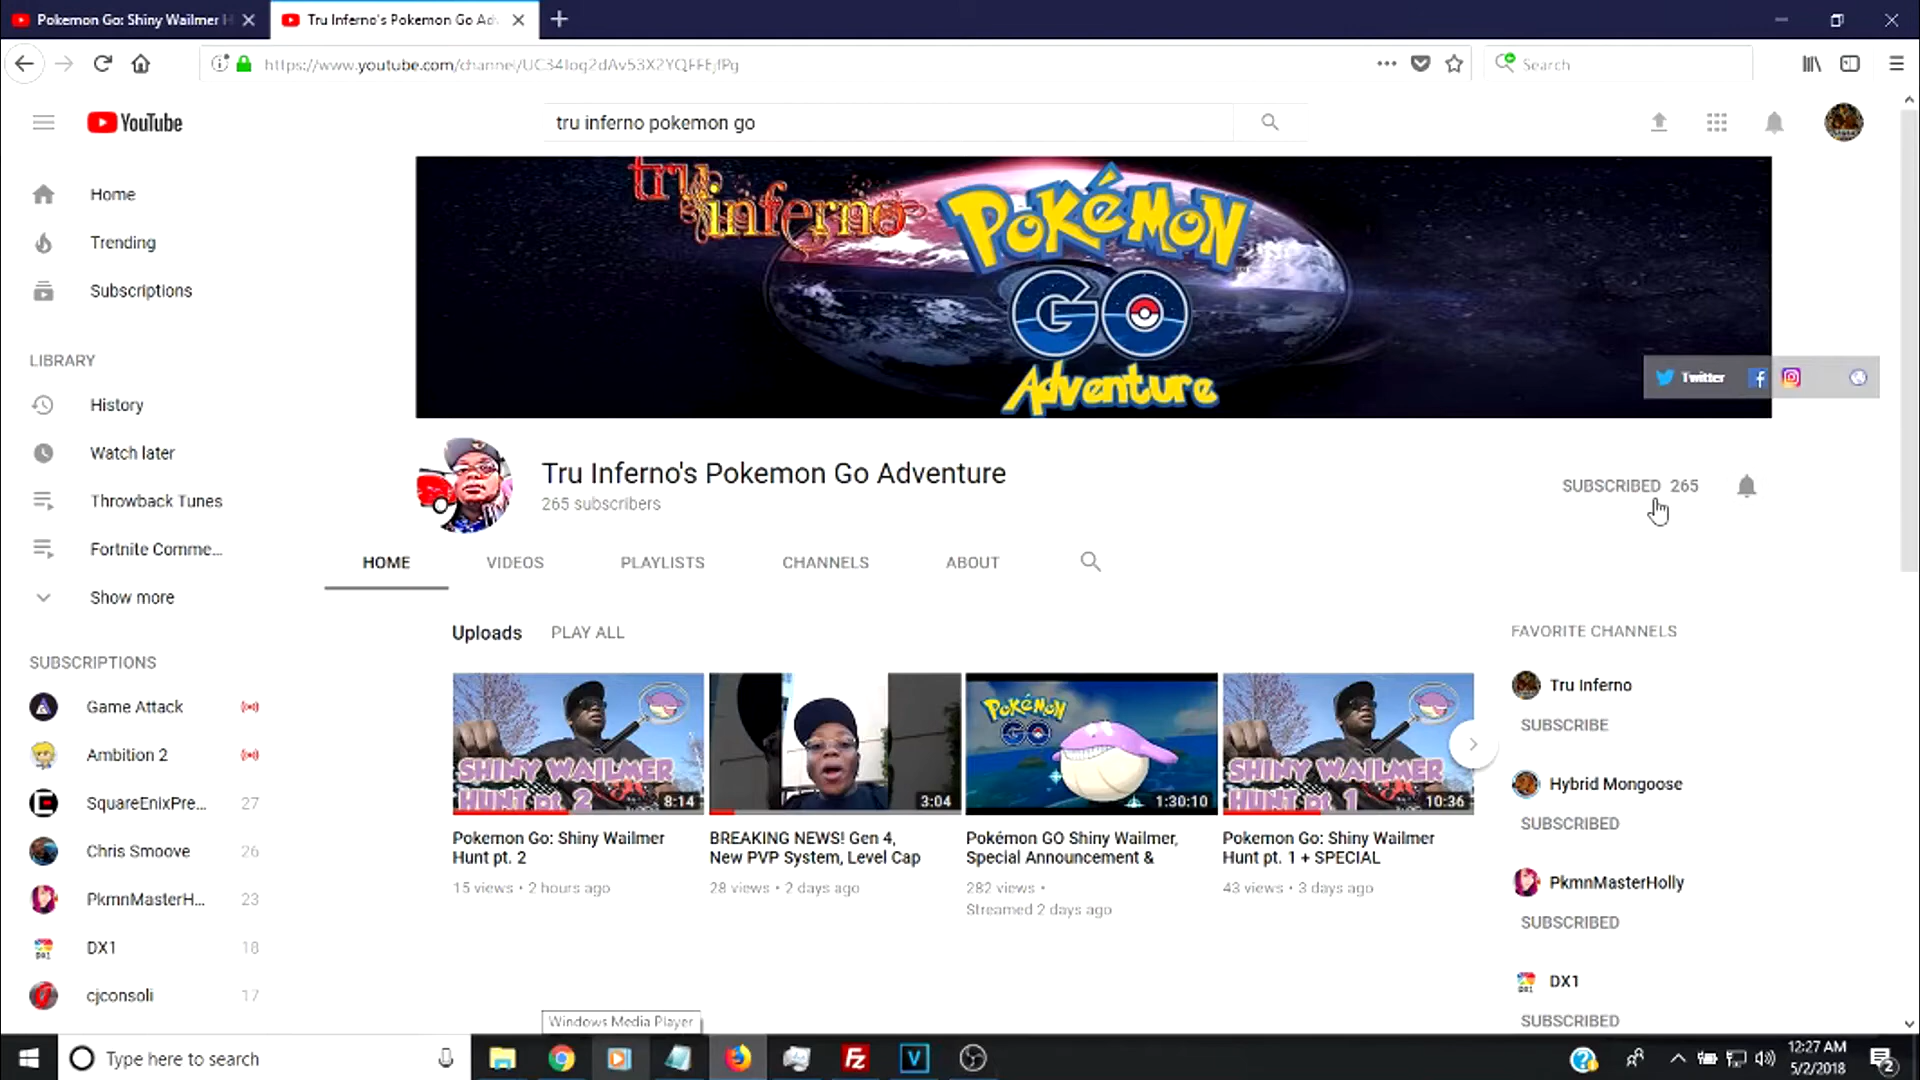 Pokemon Go: Shiny Wailmer H
Tru Inferno's Pokemon Go Ad
Search
YouTube
tru inferno pokemon go
Home
Trending
Subscriptions
LIBRARY
History
Watch later
Throwback Tunes
Fortnite Comme...
Show more
SUBSCRIPTIONS
Game Attack
Ambition 2
SquareEnixPre... 27
Chris Smoove 26
PkmnMasterH... 23
DX1 18
cjconsoli 17
tru inferno
POKéMON
GO
Adventure
Twitter
Tru Inferno's Pokemon Go Adventure
265 subscribers
SUBSCRIBED 265
HOME VIDEOS PLAYLISTS CHANNELS ABOUT
Uploads PLAY ALL
SHINY WAILMER
HUNT pt. 2
8:14
Pokemon Go: Shiny Wailmer
Hunt pt. 2
15 views • 2 hours ago
3:04
BREAKING NEWS! Gen 4,
New PVP System, Level Cap
28 views • 2 days ago
POKéMON
GO
1:30:10
Pokémon GO Shiny Wailmer,
Special Announcement &
282 views •
Streamed 2 days ago
SHINY WAILMER
HUNT pt. 1
10:36
Pokemon Go: Shiny Wailmer
Hunt pt. 1 + SPECIAL
43 views • 3 days ago
FAVORITE CHANNELS
Tru Inferno
SUBSCRIBE
Hybrid Mongoose
SUBSCRIBED
PkmnMasterHolly
SUBSCRIBED
DX1
SUBSCRIBED
Windows Media Player
Type here to search
12:27 AM
5/2/2018
2